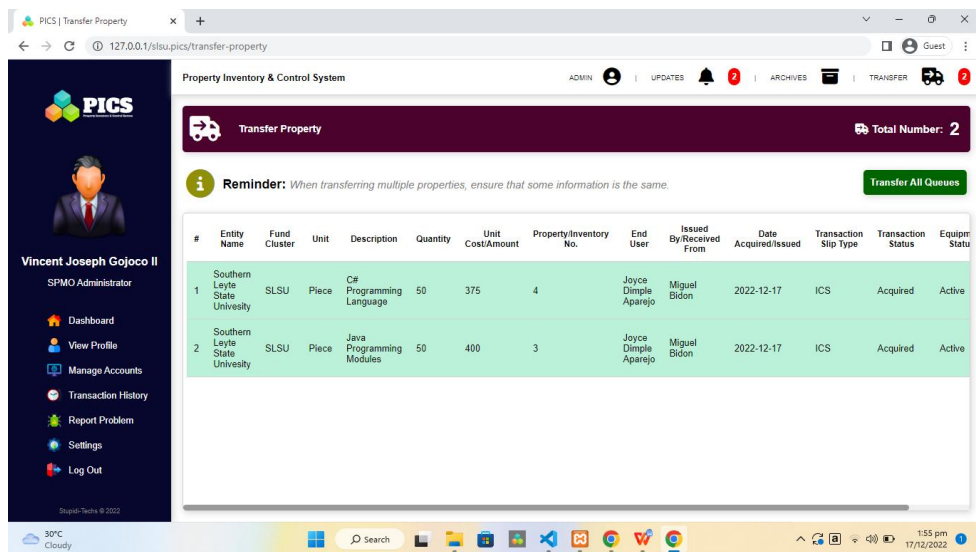 PICS | Transfer Property
127.0.0.1/slsu.pics/transfer-property
Guest
PICS
Property Inventory & Control System
ADMIN | UPDATES 2 | ARCHIVES | TRANSFER 2
Transfer Property
Total Number: 2
Reminder: When transferring multiple properties, ensure that some information is the same.
Transfer All Queues
Vincent Joseph Gojoco II
SPMO Administrator
Dashboard
View Profile
Manage Accounts
Transaction History
Report Problem
Settings
Log Out
Stupidi-Techs © 2022
# Entity Name Fund Cluster Unit Description Quantity Unit Cost/Amount Property/Inventory No. End User Issued By/Received From Date Acquired/Issued Transaction Slip Type Transaction Status Equipm Statu
1 Southern Leyte State Univesity SLSU Piece C# Programming Language 50 375 4 Joyce Dimple Aparejo Miguel Bidon 2022-12-17 ICS Acquired Active
2 Southern Leyte State Univesity SLSU Piece Java Programming Modules 50 400 3 Joyce Dimple Aparejo Miguel Bidon 2022-12-17 ICS Acquired Active
30°C
Cloudy
Search
1:55 pm
17/12/2022
1